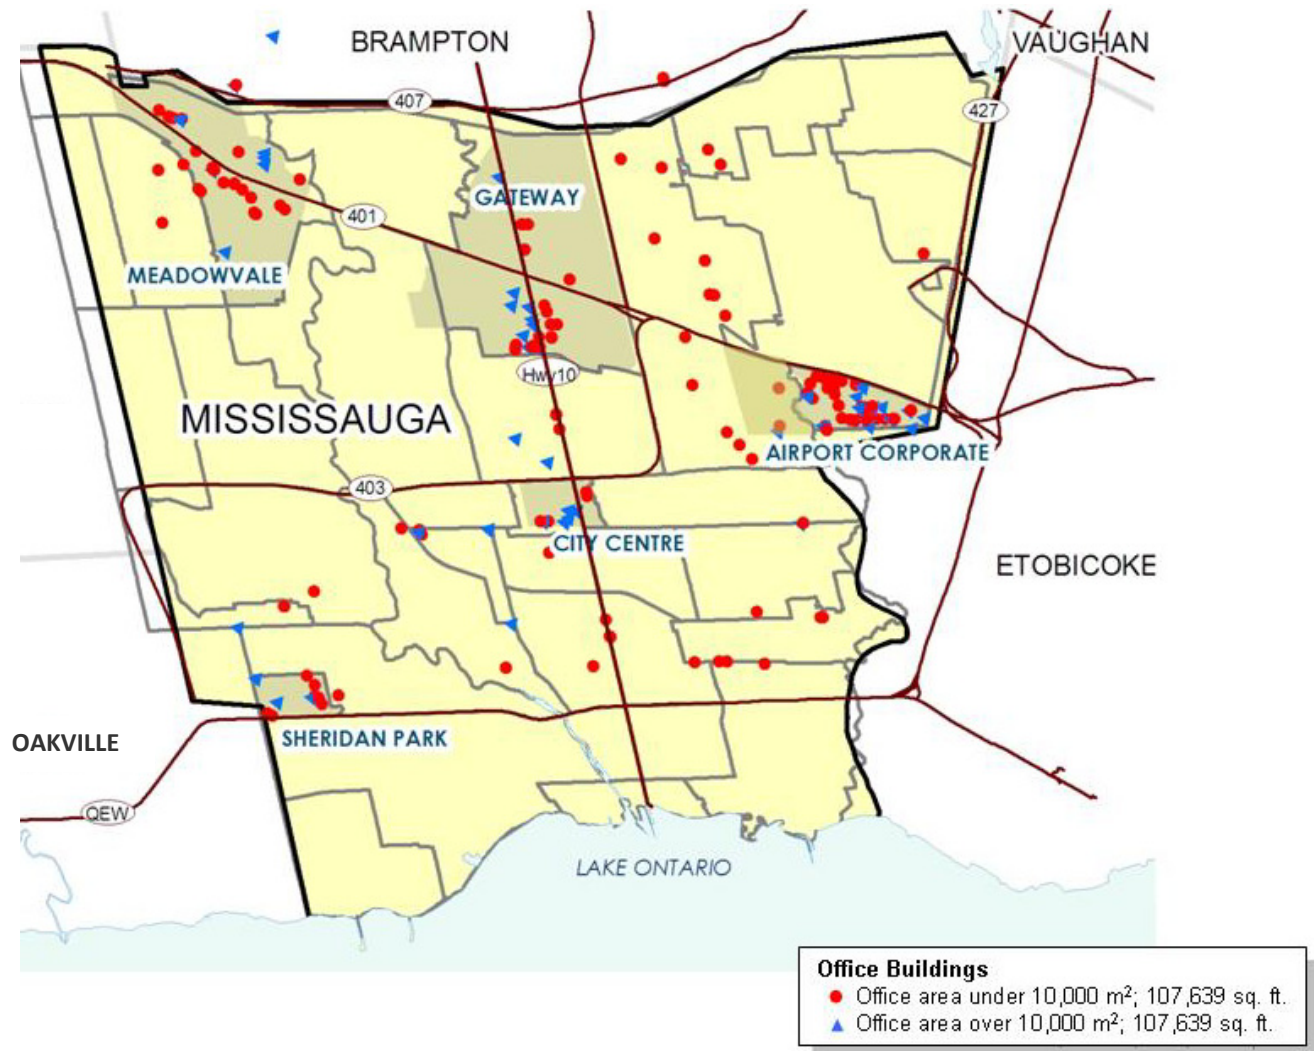 BRAMPTON
VAUGHAN
407
427
GATEWAY
401
MEADOWVALE
Hwy10
MISSISSAUGA
AIRPORT CORPORATE
403
CITY CENTRE
ETOBICOKE
OAKVILLE
SHERIDAN PARK
QEW
LAKE ONTARIO
Office Buildings
Office area under 10,000 m²; 107,639 sq. ft.
Office area over 10,000 m²; 107,639 sq. ft.